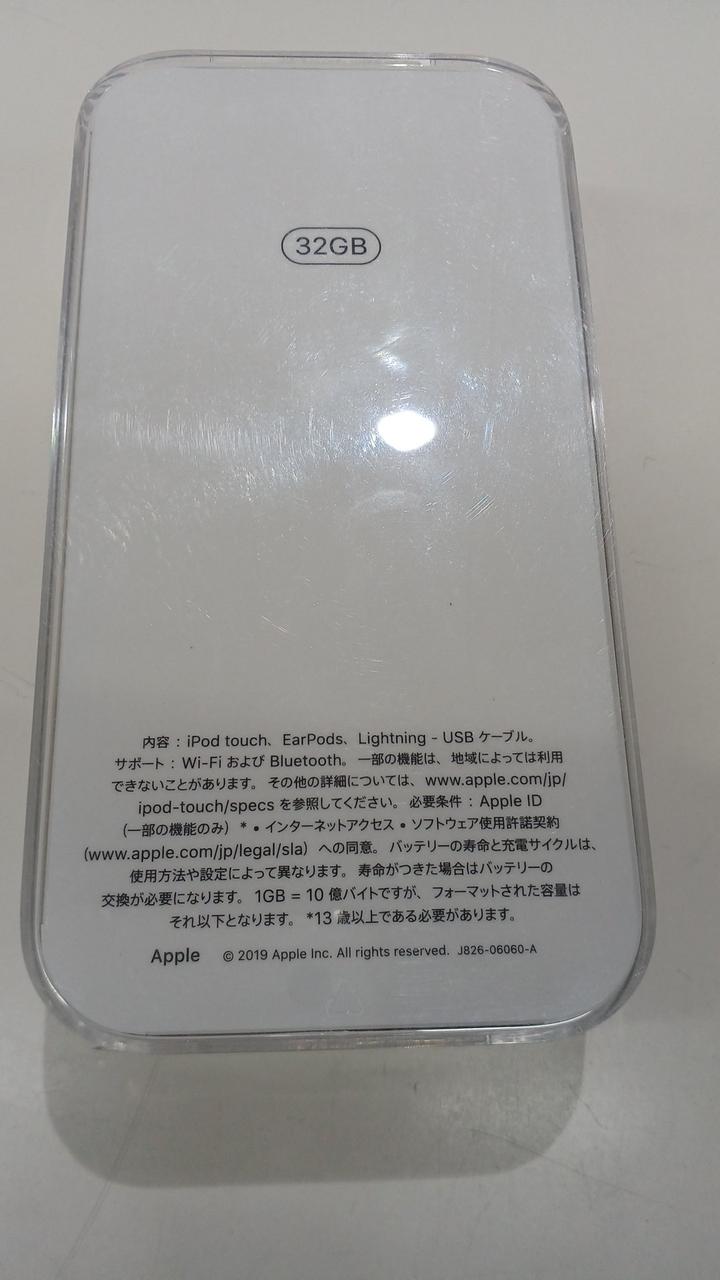 32GB
内容：iPod touch、EarPods、Lightning - USB ケーブル。
サポート：Wi-Fi および Bluetooth。一部の機能は、地域によっては利用
できないことがあります。その他の詳細については、www.apple.com/jp/
ipod-touch/specs を参照してください。必要条件：Apple ID
（一部の機能のみ）* • インターネットアクセス • ソフトウェア使用許諾契約
（www.apple.com/jp/legal/sla）への同意。バッテリーの寿命と充電サイクルは、
使用方法や設定によって異なります。寿命がつきた場合はバッテリーの
交換が必要になります。1GB = 10 億バイトですが、フォーマットされた容量は
それ以下となります。*13 歳以上である必要があります。
Apple © 2019 Apple Inc. All rights reserved. J826-06060-A